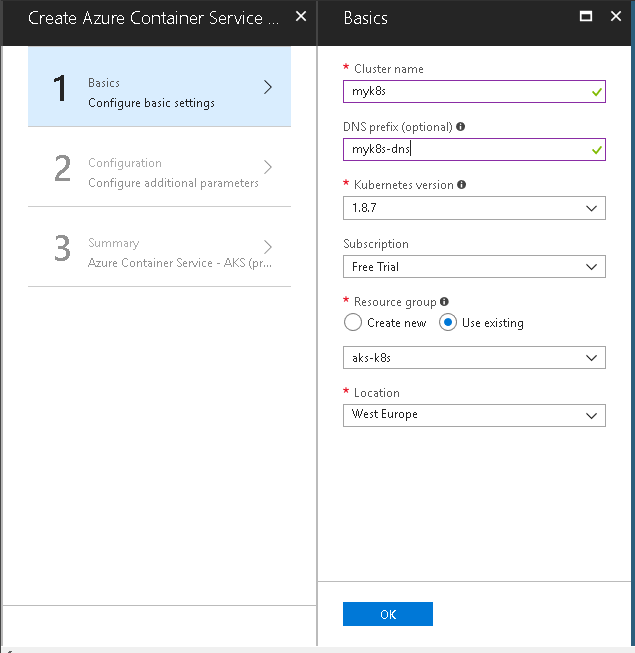 Create Azure Container Service ...
1
Basics
Configure basic settings
2
Configuration
Configure additional parameters
3
Summary
Azure Container Service - AKS (pr...
Basics
* Cluster name
myk8s
DNS prefix (optional)
myk8s-dns
* Kubernetes version
1.8.7
Subscription
Free Trial
* Resource group
Create new Use existing
aks-k8s
* Location
West Europe
OK